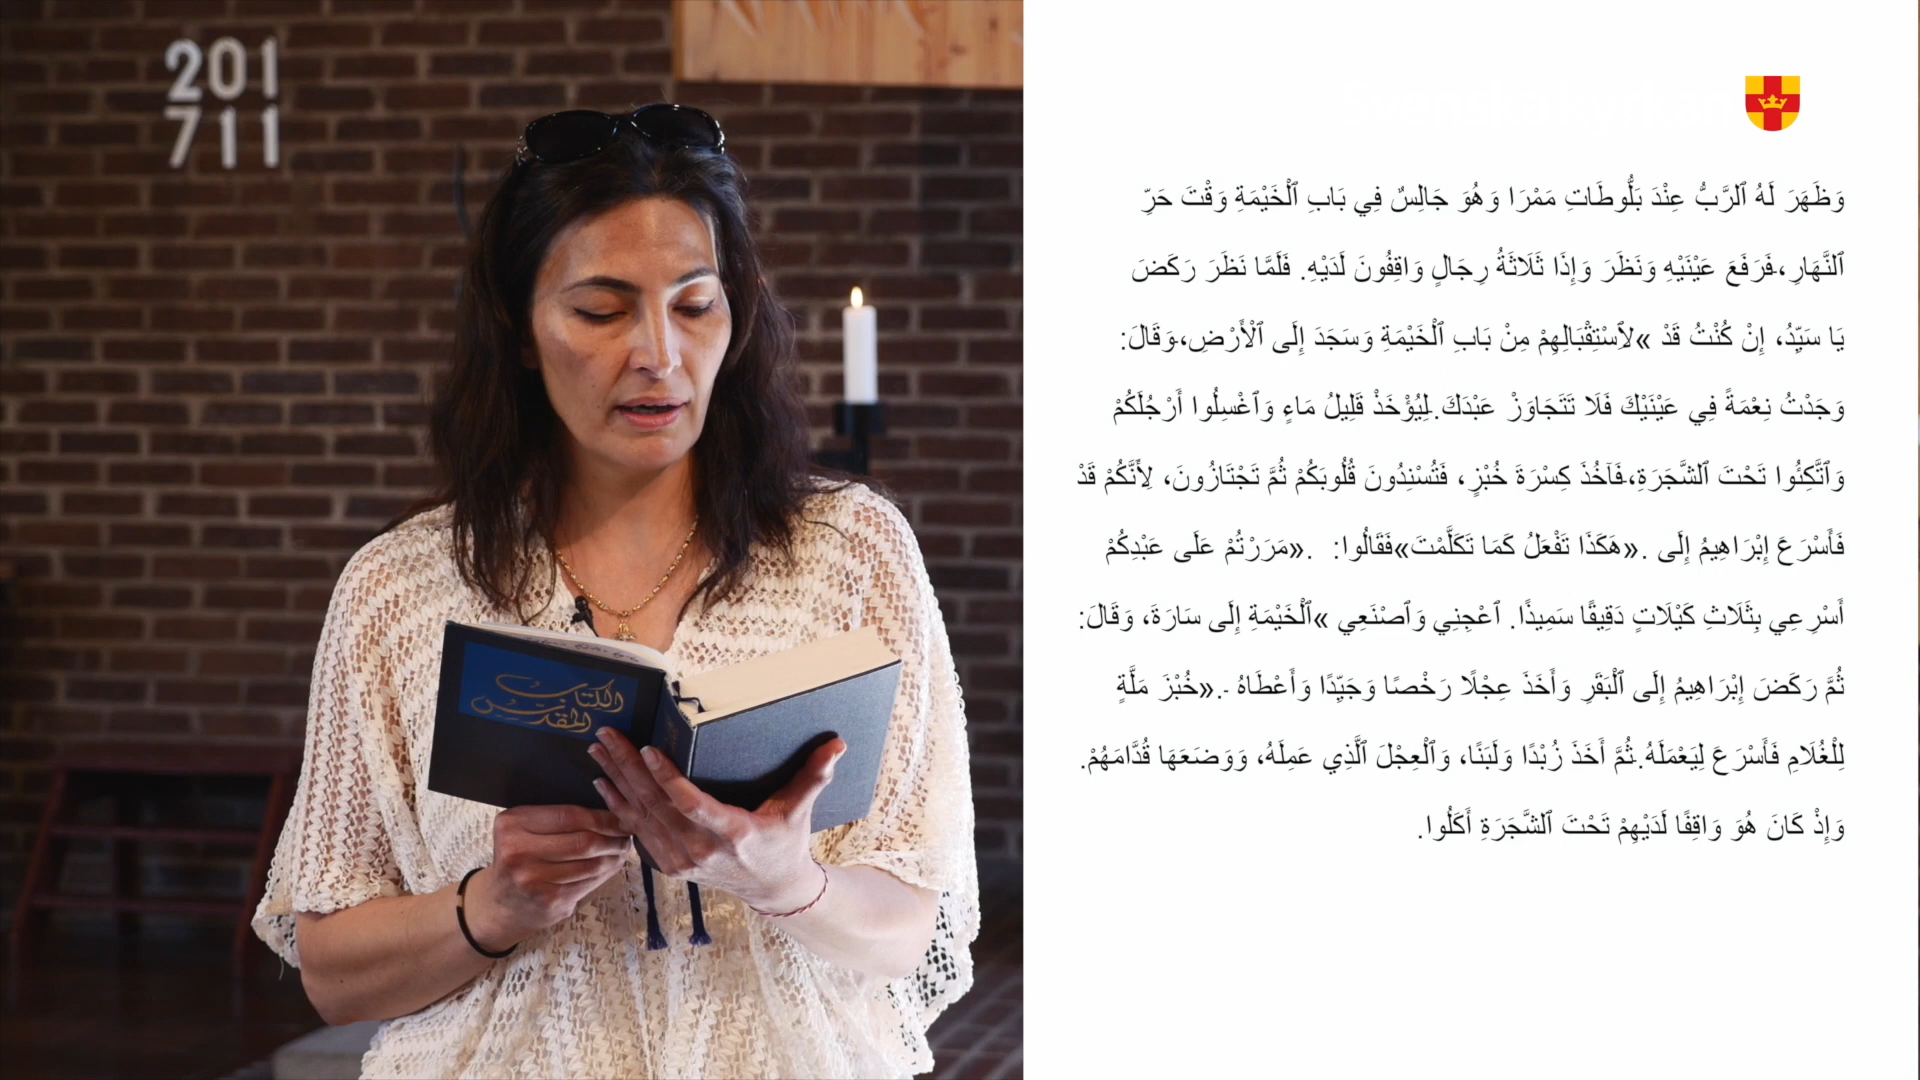 201
711
الكتاب
المقدس
وَظَهَرَ لَهُ ٱلرَّبُّ عِنْدَ بَلُّوطَاتِ مَمْرَا وَهُوَ جَالِسٌ فِي بَابِ ٱلْخَيْمَةِ وَقْتَ حَرِّ
ٱلنَّهَارِ،فَرَفَعَ عَيْنَيْهِ وَنَظَرَ وَإِذَا ثَلَاثَةُ رِجَالٍ وَاقِفُونَ لَدَيْهِ. فَلَمَّا نَظَرَ رَكَضَ
يَا سَيِّدُ، إِنْ كُنْتُ قَدْ »لِٱسْتِقْبَالِهِمْ مِنْ بَابِ ٱلْخَيْمَةِ وَسَجَدَ إِلَى ٱلْأَرْضِ،وَقَالَ:
وَجَدْتُ نِعْمَةً فِي عَيْنَيْكَ فَلَا تَتَجَاوَزْ عَبْدَكَ.لِيُؤْخَذْ قَلِيلُ مَاءٍ وَٱغْسِلُوا أَرْجُلَكُمْ
وَٱتَّكِئُوا تَحْتَ ٱلشَّجَرَةِ،فَآخُذَ كِسْرَةَ خُبْزٍ، فَتُسْنِدُونَ قُلُوبَكُمْ ثُمَّ تَجْتَازُونَ، لِأَنَّكُمْ قَدْ
فَأَسْرَعَ إِبْرَاهِيمُ إِلَى .«هَكَذَا تَفْعَلُ كَمَا تَكَلَّمْتَ»فَقَالُوا: .«مَرَرْتُمْ عَلَى عَبْدِكُمْ
أَسْرِعِي بِثَلَاثِ كَيْلَاتٍ دَقِيقًا سَمِيذًا. ٱعْجِنِي وَٱصْنَعِي »ٱلْخَيْمَةِ إِلَى سَارَةَ، وَقَالَ:
ثُمَّ رَكَضَ إِبْرَاهِيمُ إِلَى ٱلْبَقَرِ وَأَخَذَ عِجْلًا رَخْصًا وَجَيِّدًا وَأَعْطَاهُ -.«خُبْزَ مَلَّةٍ
لِلْغُلَامِ فَأَسْرَعَ لِيَعْمَلَهُ.ثُمَّ أَخَذَ زُبْدًا وَلَبَنًا، وَٱلْعِجْلَ ٱلَّذِي عَمِلَهُ، وَوَضَعَهَا قُدَّامَهُمْ.
وَإِذْ كَانَ هُوَ وَاقِفًا لَدَيْهِمْ تَحْتَ ٱلشَّجَرَةِ أَكَلُوا.